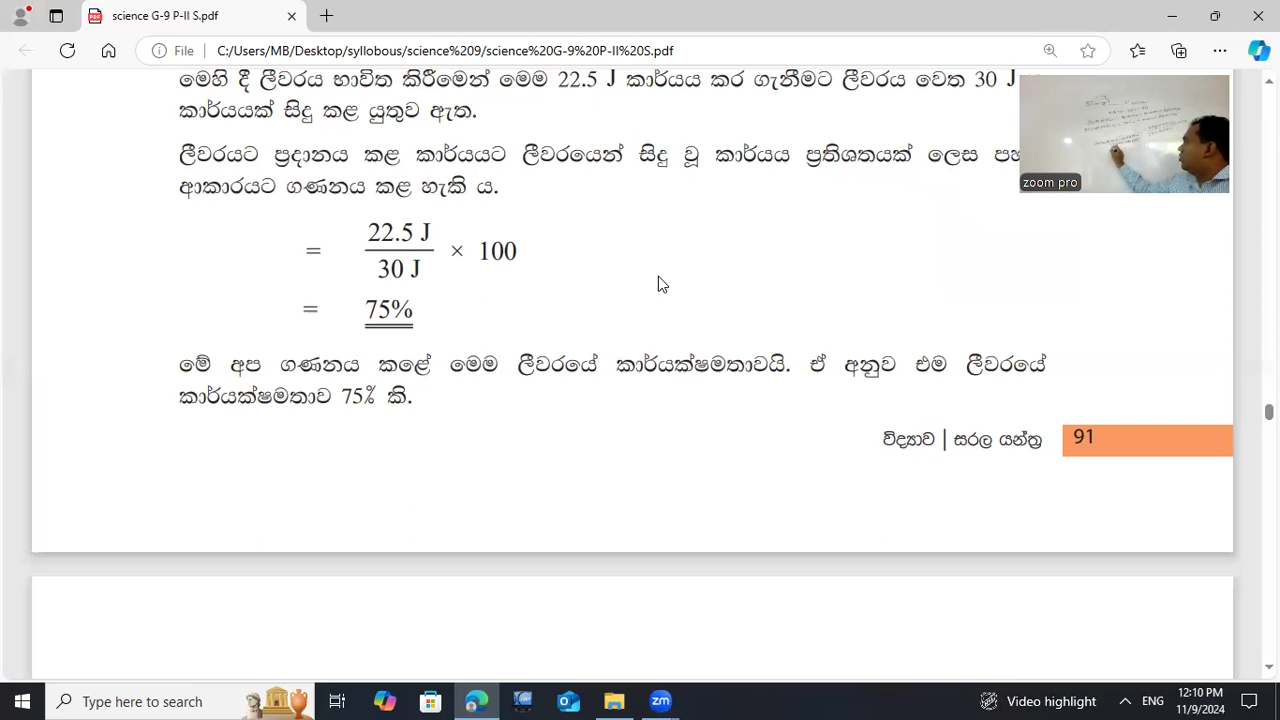 science G-9 P-II S.pdf
File
C:/Users/MB/Desktop/syllobous/science%209/science%20G-9%20P-II%20S.pdf
මෙහි දී ලීවරය භාවිත කිරීමෙන් මෙම 22.5 J කාර්යය කර ගැනීමට ලීවරය වෙත 30 J
කාර්යයක් සිදු කළ යුතුව ඇත.
ලීවරයට ප්‍රදානය කළ කාර්යයට ලීවරයෙන් සිදු වූ කාර්යය ප්‍රතිශතයක් ලෙස
ආකාරයට ගණනය කළ හැකි ය.
zoom pro
= 22.5 J
30 J × 100
= 75%
මේ අප ගණනය කළේ මෙම ලීවරයේ කාර්යක්ෂමතාවයි. ඒ අනුව එම ලීවරයේ
කාර්යක්ෂමතාව 75% කි.
විද්‍යාව | සරල යන්ත්‍ර 91
Type here to search
Video highlight
ENG
12:10 PM
11/9/2024